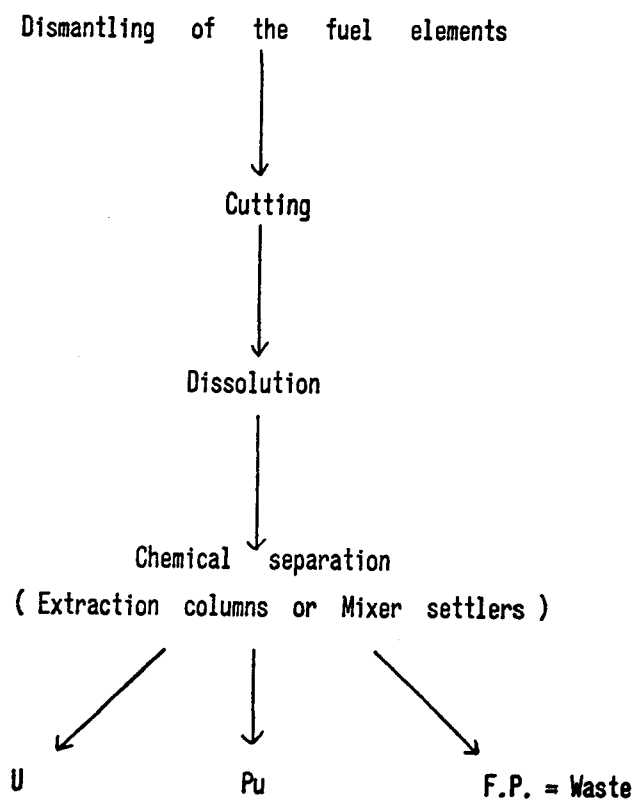 Dismantling of the fuel elements
Cutting
Dissolution
Chemical separation
( Extraction columns or Mixer settlers )
U Pu F.P. = Waste